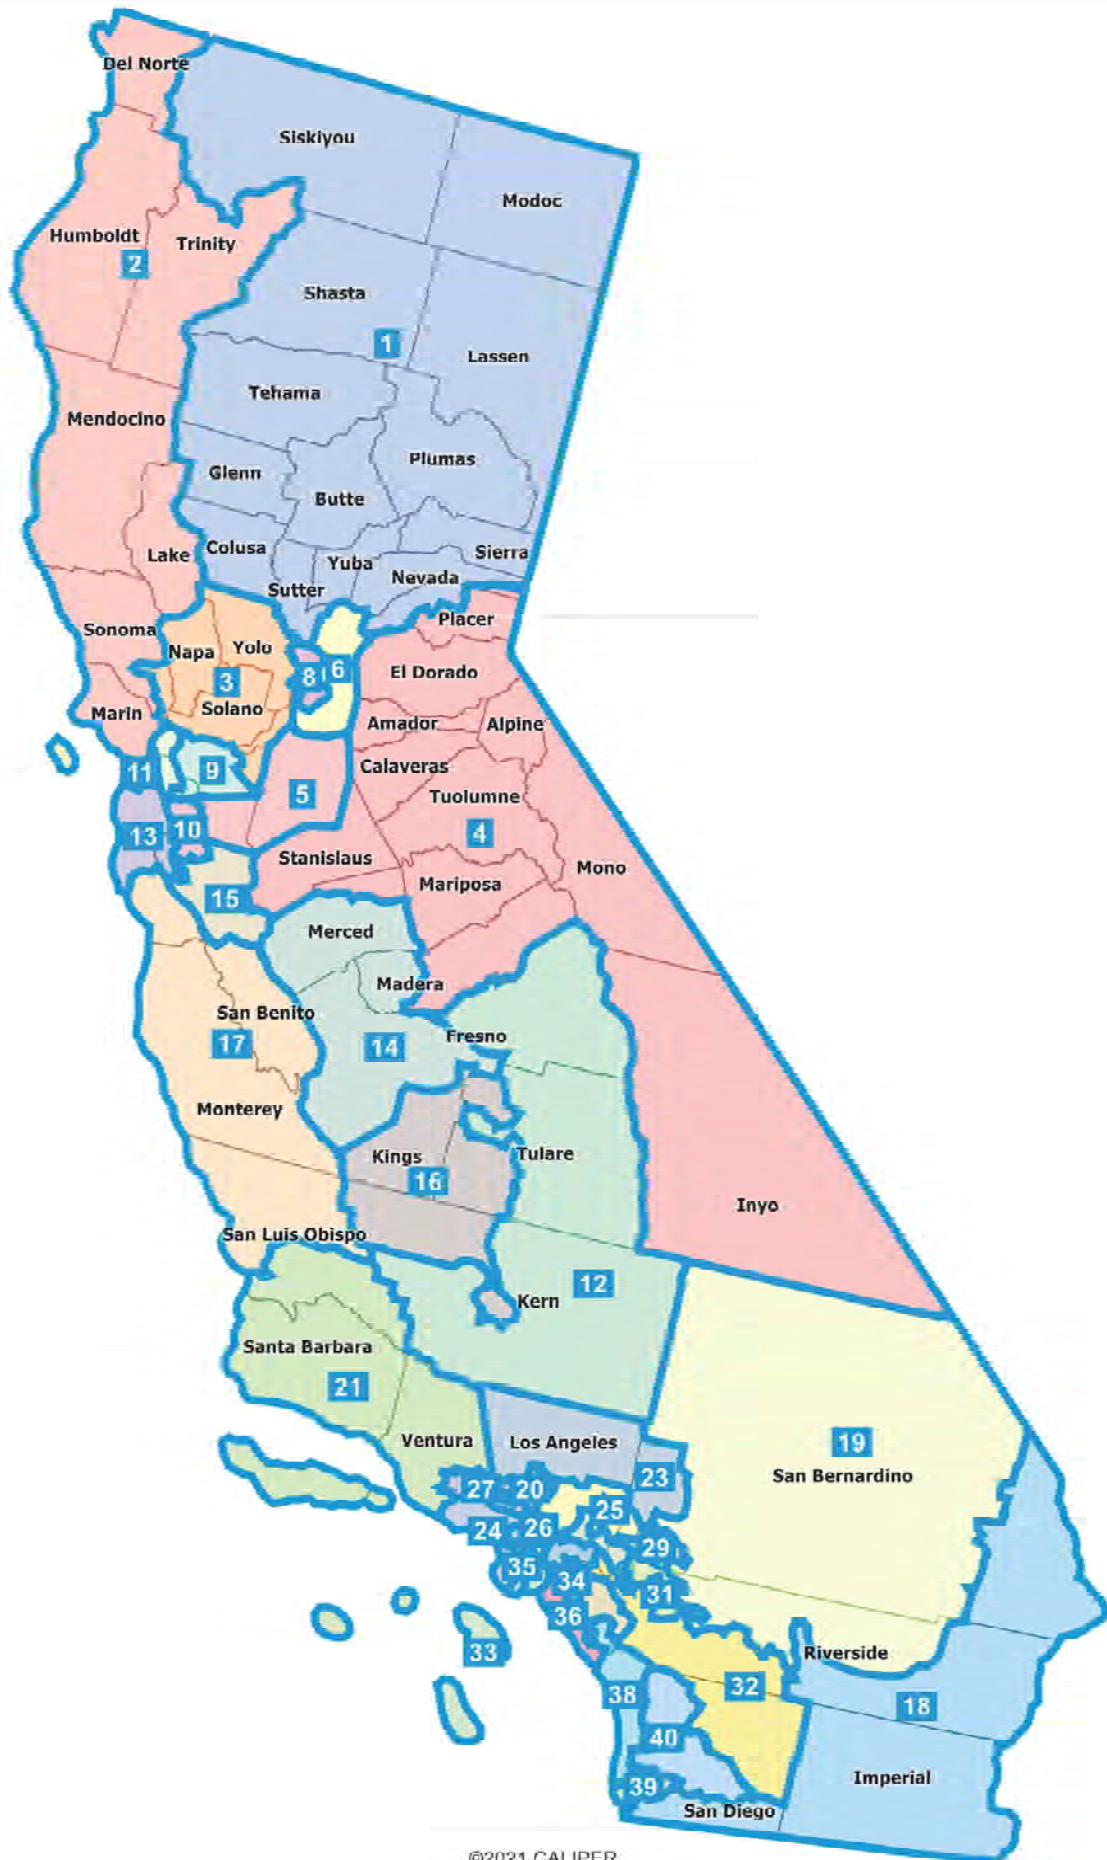 Del Norte
Siskiyou
Modoc
Humboldt
Trinity
2
Shasta
1
Lassen
Tehama
Mendocino
Plumas
Glenn
Butte
Colusa
Lake
Yuba
Sierra
Nevada
Sutter
Placer
Sonoma
Napa
Yolo
8
6
El Dorado
3
Solano
Marin
Amador
Alpine
11
9
Calaveras
5
Tuolumne
13
10
4
Stanislaus
Mono
Mariposa
15
Merced
Madera
San Benito
17
14
Fresno
Monterey
Kings
Tulare
16
Inyo
San Luis Obispo
12
Kern
Santa Barbara
21
Ventura
Los Angeles
19
San Bernardino
23
27
20
25
24
26
29
35
34
31
36
33
Riverside
32
38
18
40
39
Imperial
San Diego
©2021 CALIPER